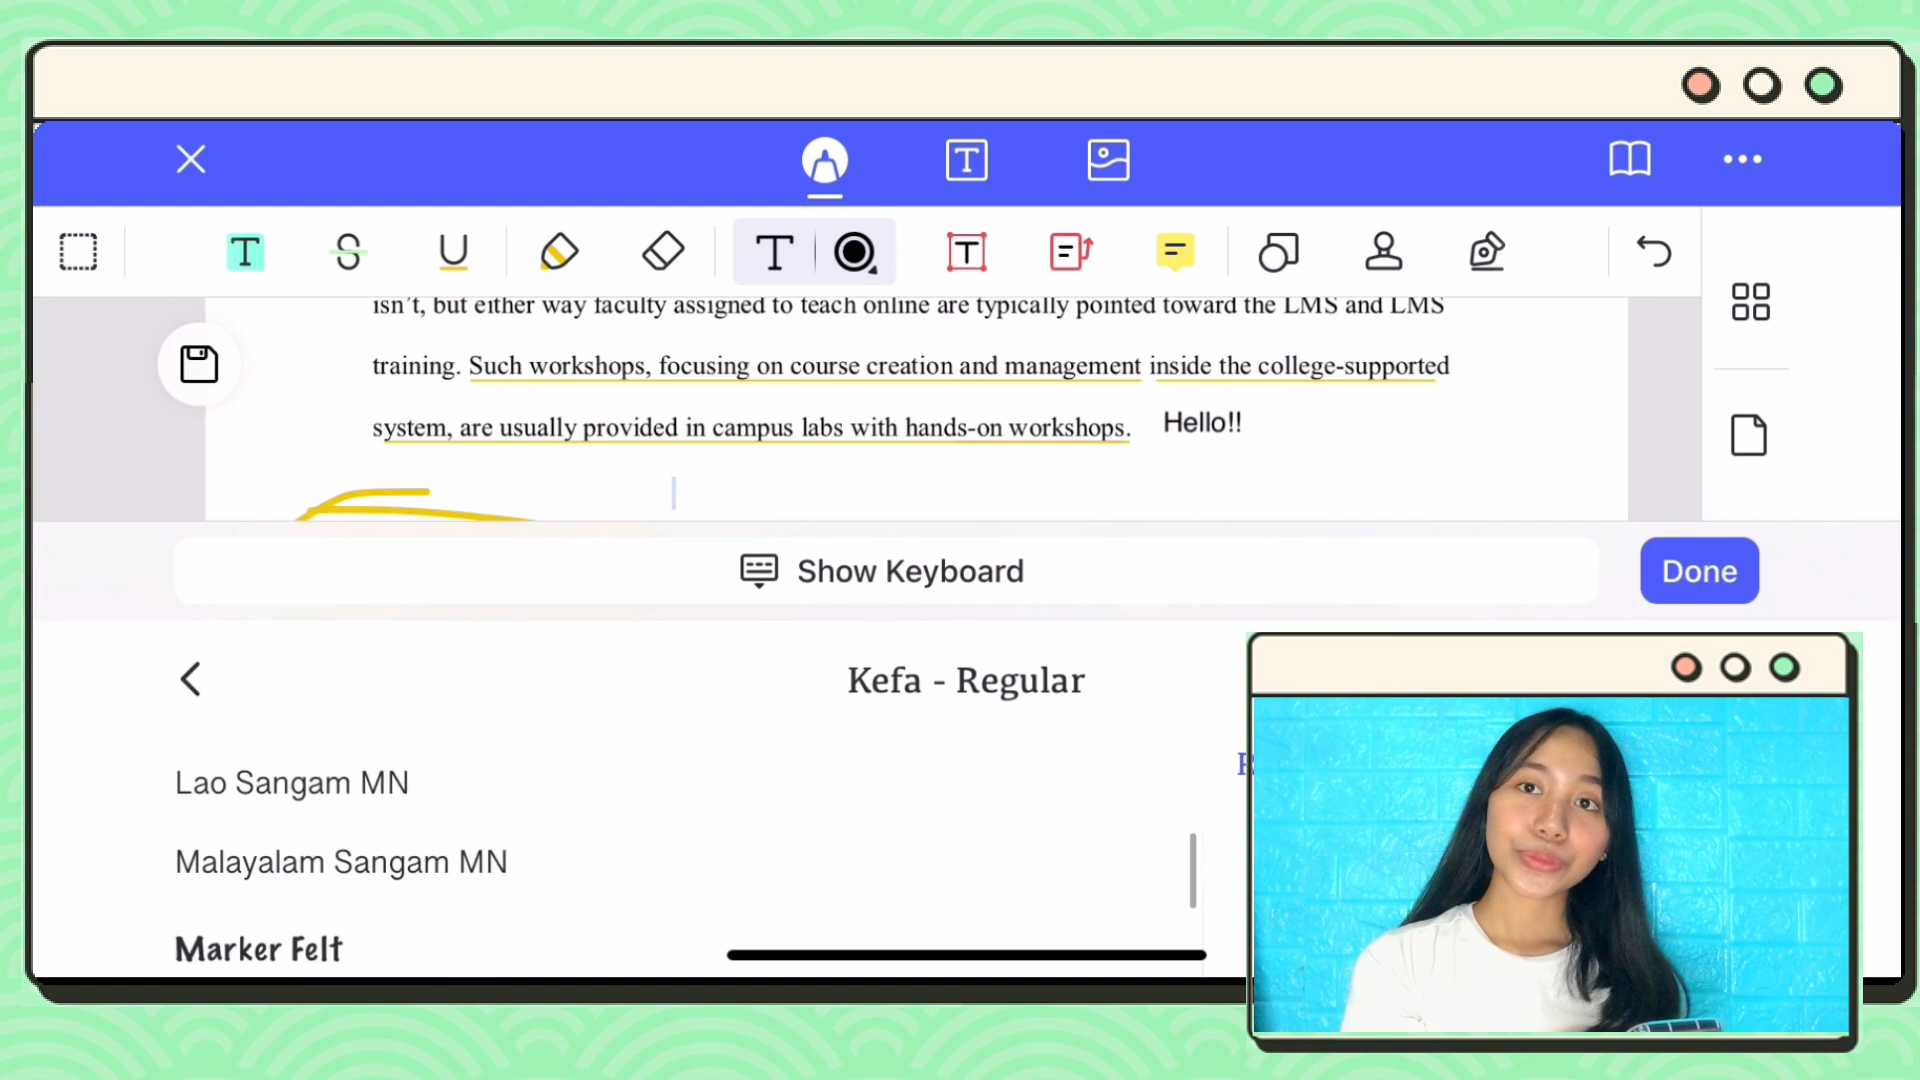 T
S
U
T
T
isn't, but either way faculty assigned to teach online are typically pointed toward the LMS and LMS
training. Such workshops, focusing on course creation and management inside the college-supported
system, are usually provided in campus labs with hands-on workshops. Hello!!
Show Keyboard
Done
Kefa - Regular
Lao Sangam MN
Malayalam Sangam MN
Marker Felt